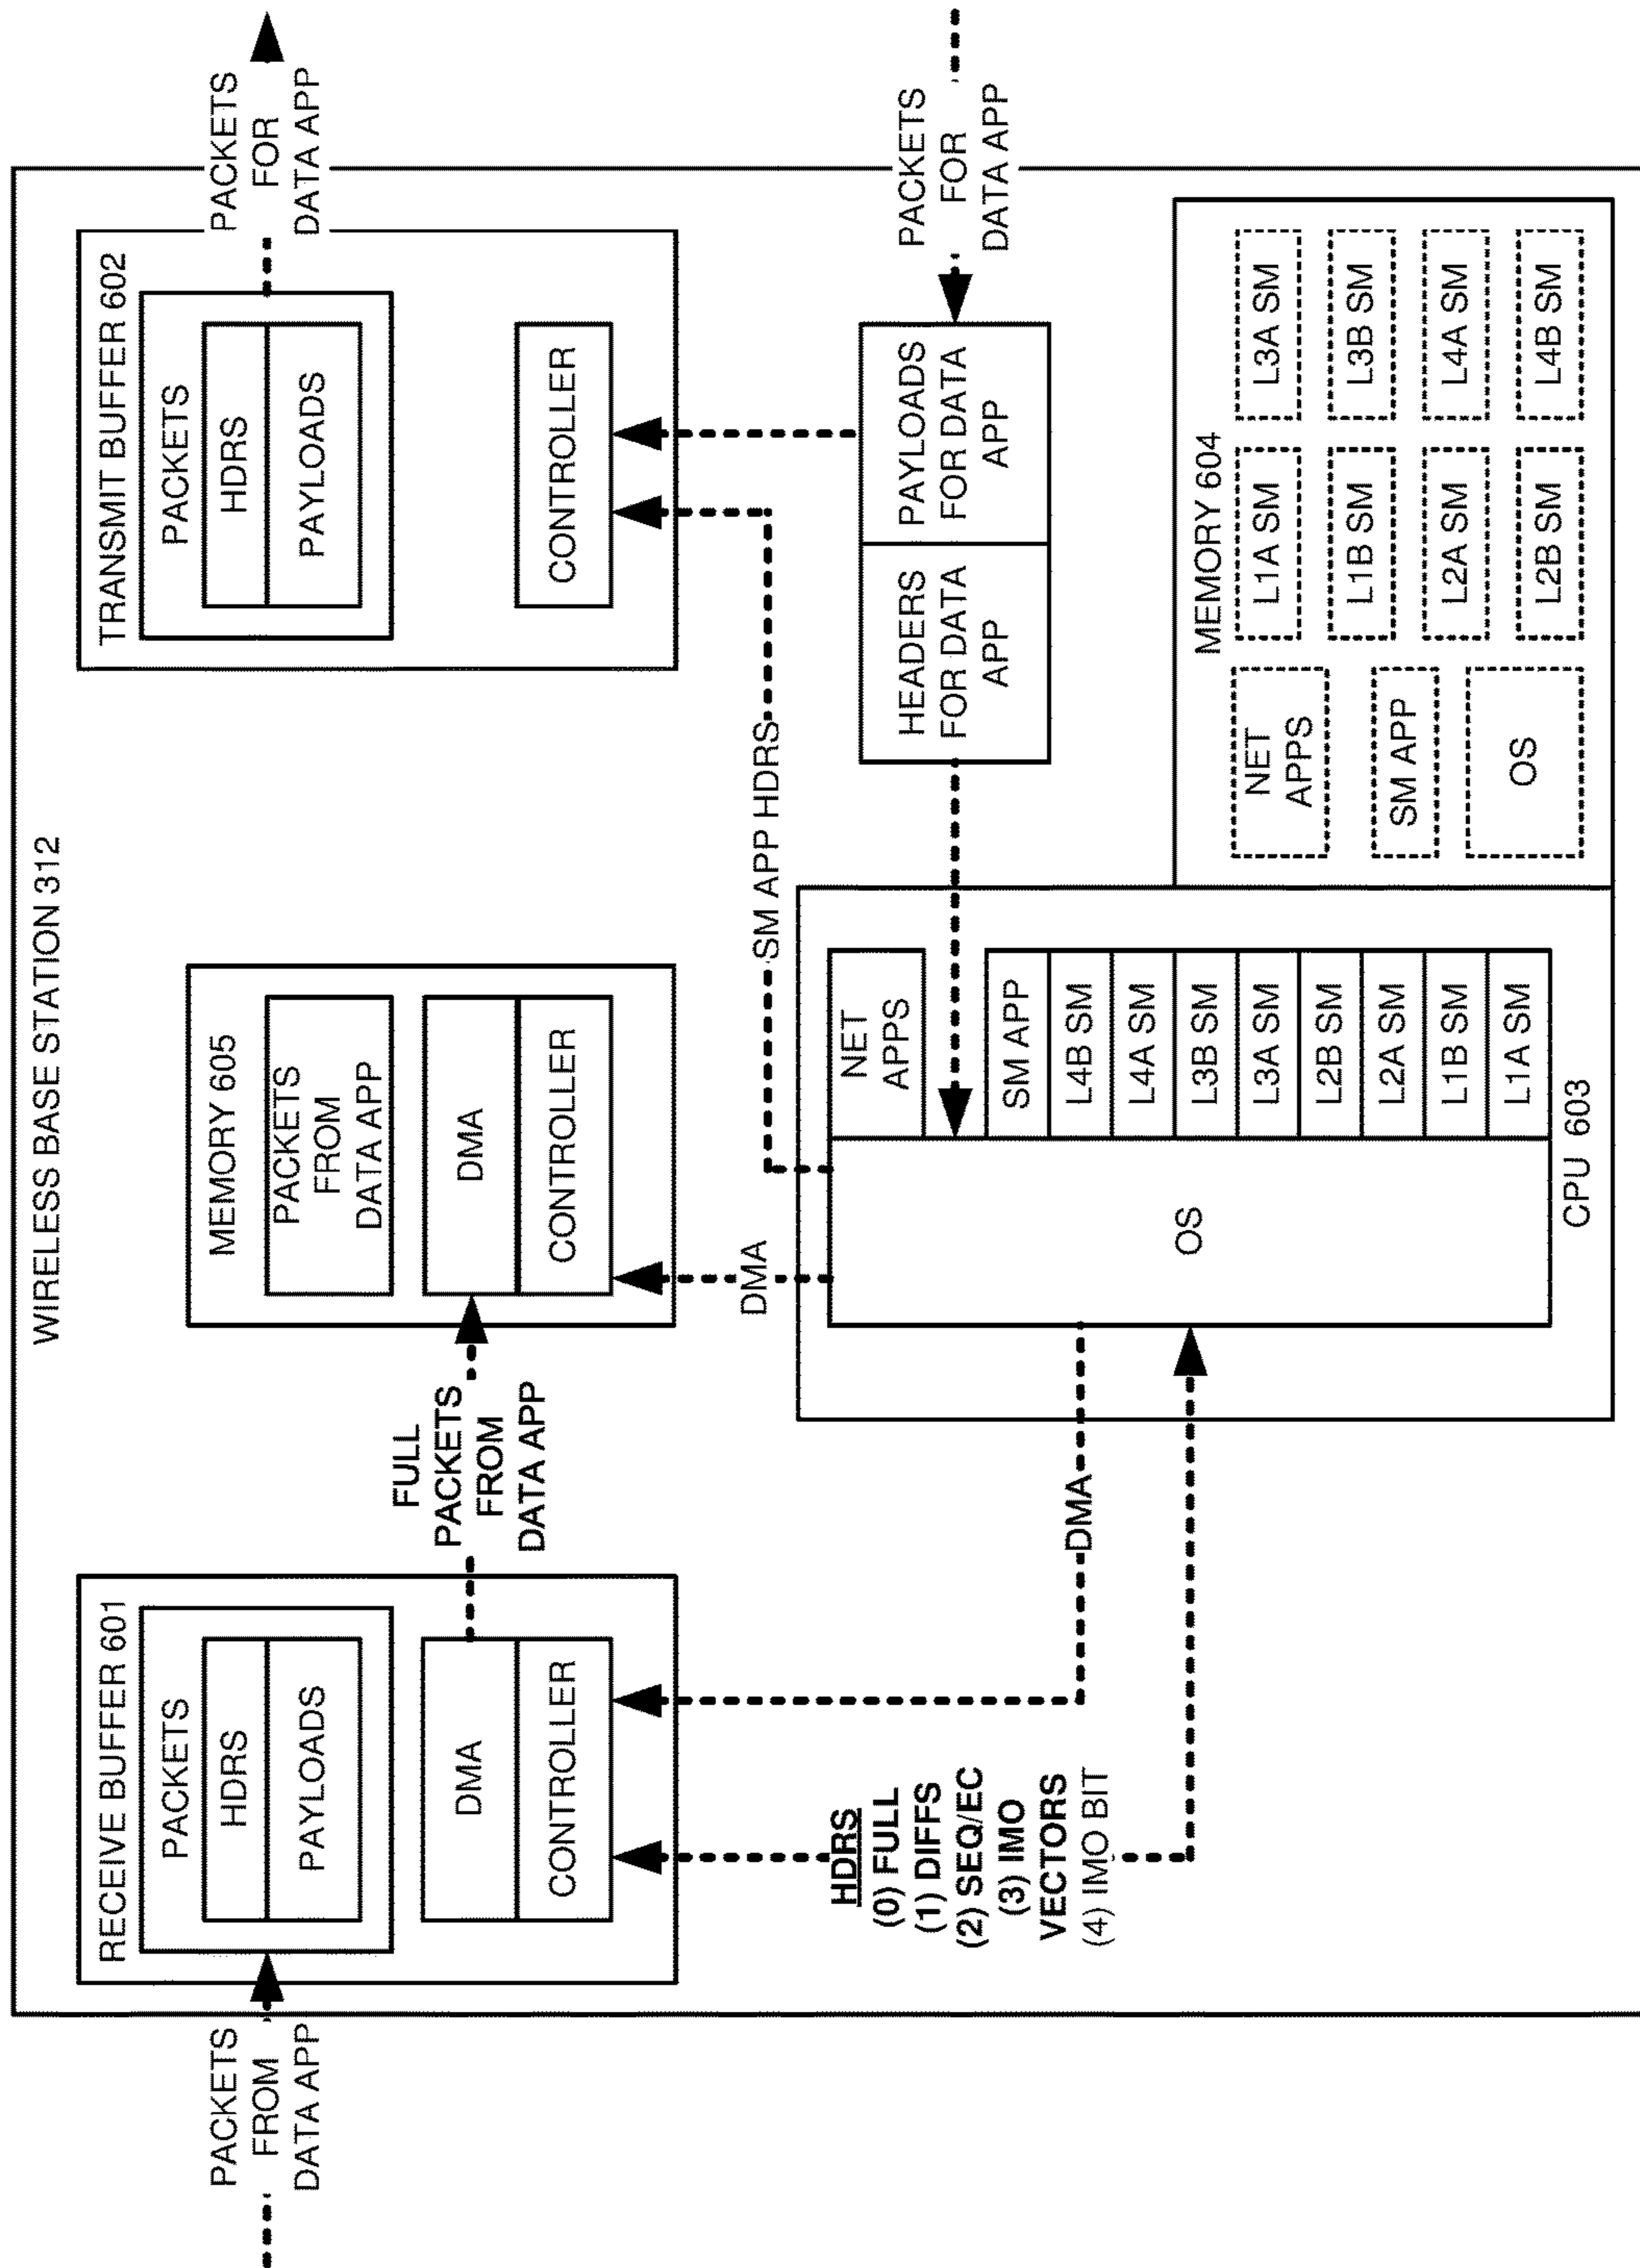 WIRELESS BASE STATION 312
PACKETS
FROM
DATA APP
RECEIVE BUFFER 601
PACKETS
HDRS
PAYLOADS
DMA
CONTROLLER
FULL
PACKETS
FROM
DATA APP
MEMORY 605
PACKETS
FROM
DATA APP
DMA
CONTROLLER
TRANSMIT BUFFER 602
PACKETS
HDRS
PAYLOADS
CONTROLLER
PACKETS
FOR
DATA APP
HDRS
(0) FULL
(1) DIFFS
(2) SEQ/EC
(3) IMO
VECTORS
(4) IMO BIT
DMA
DMA
SM APP HDRS
NET
APPS
SM APP
L4B SM
L4A SM
L3B SM
L3A SM
L2B SM
L2A SM
L1B SM
L1A SM
OS
CPU 603
HEADERS
FOR DATA
APP
PAYLOADS
FOR DATA
APP
PACKETS
FOR
DATA APP
MEMORY 604
NET
APPS
SM APP
OS
L1A SM
L1B SM
L2A SM
L2B SM
L3A SM
L3B SM
L4A SM
L4B SM